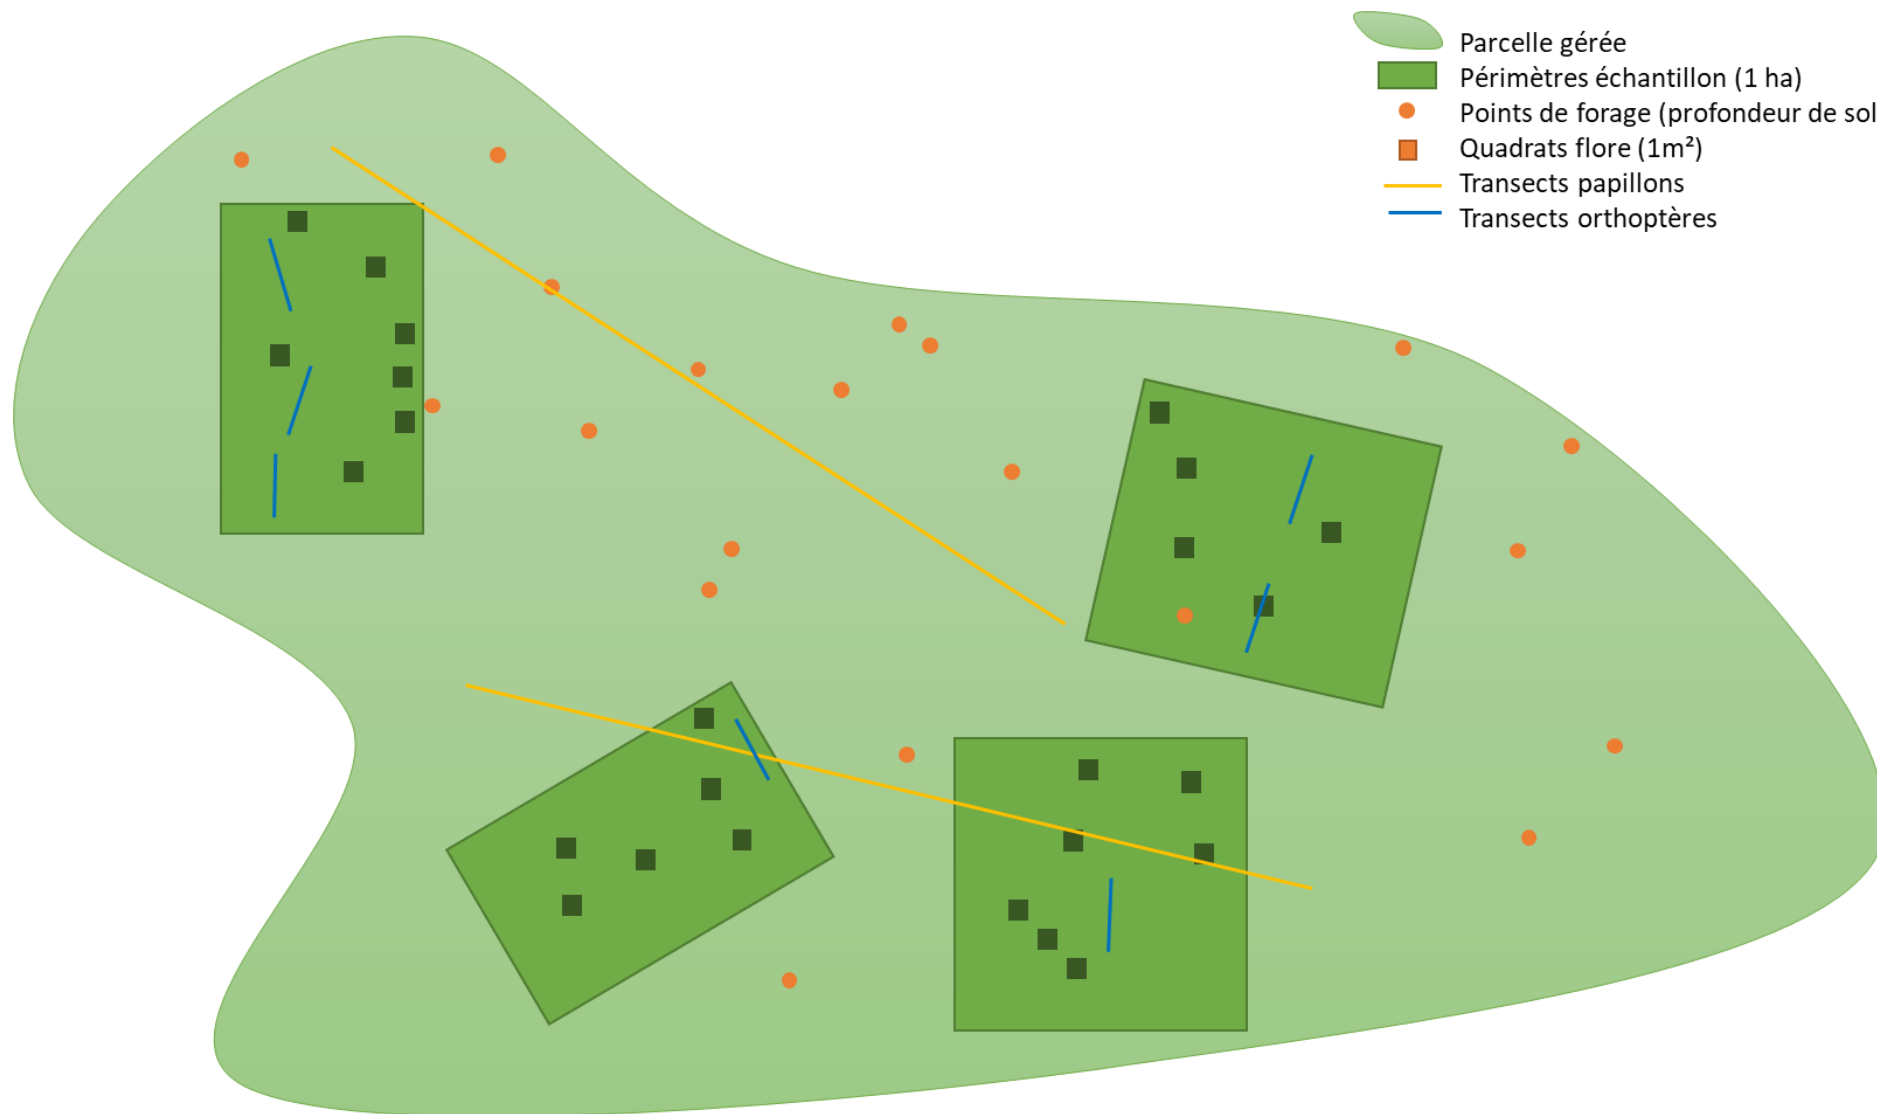 Parcelle gérée
Périmètres échantillon (1 ha)
Points de forage (profondeur de sol
Quadrats flore (1m²)
Transects papillons
Transects orthoptères